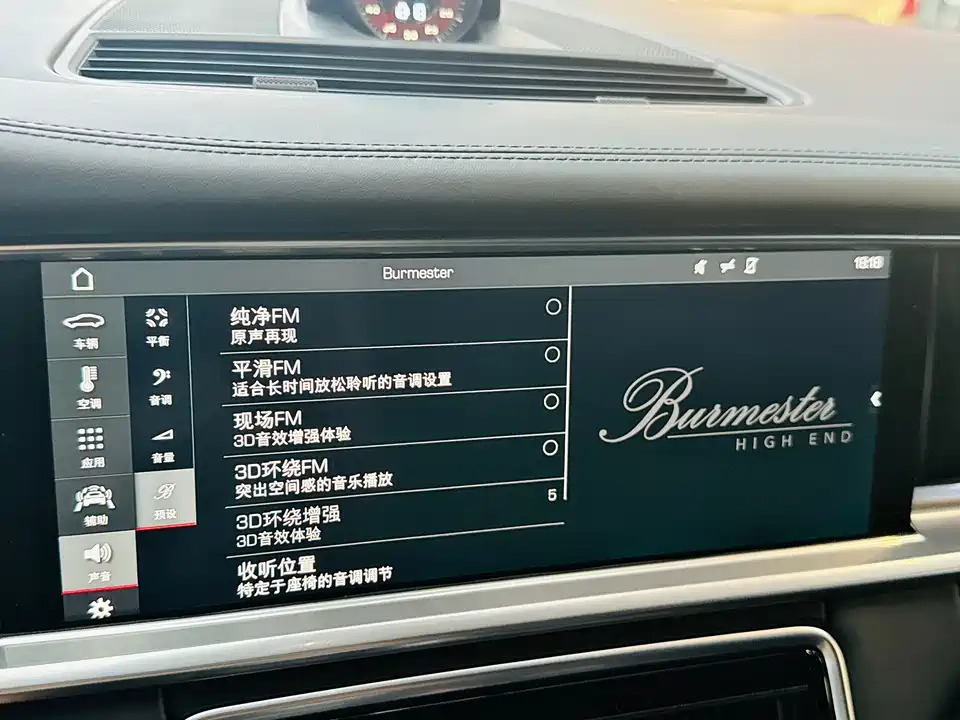 Burmester
18:18
车辆
空调
应用
辅助
声音
平衡
音调
音量
预设
纯净FM
原声再现
平滑FM
适合长时间放松聆听的音调设置
现场FM
3D音效增强体验
3D环绕FM
突出空间感的音乐播放
3D环绕增强
5
3D音效体验
收听位置
特定于座椅的音调调节
Burmester
HIGH END